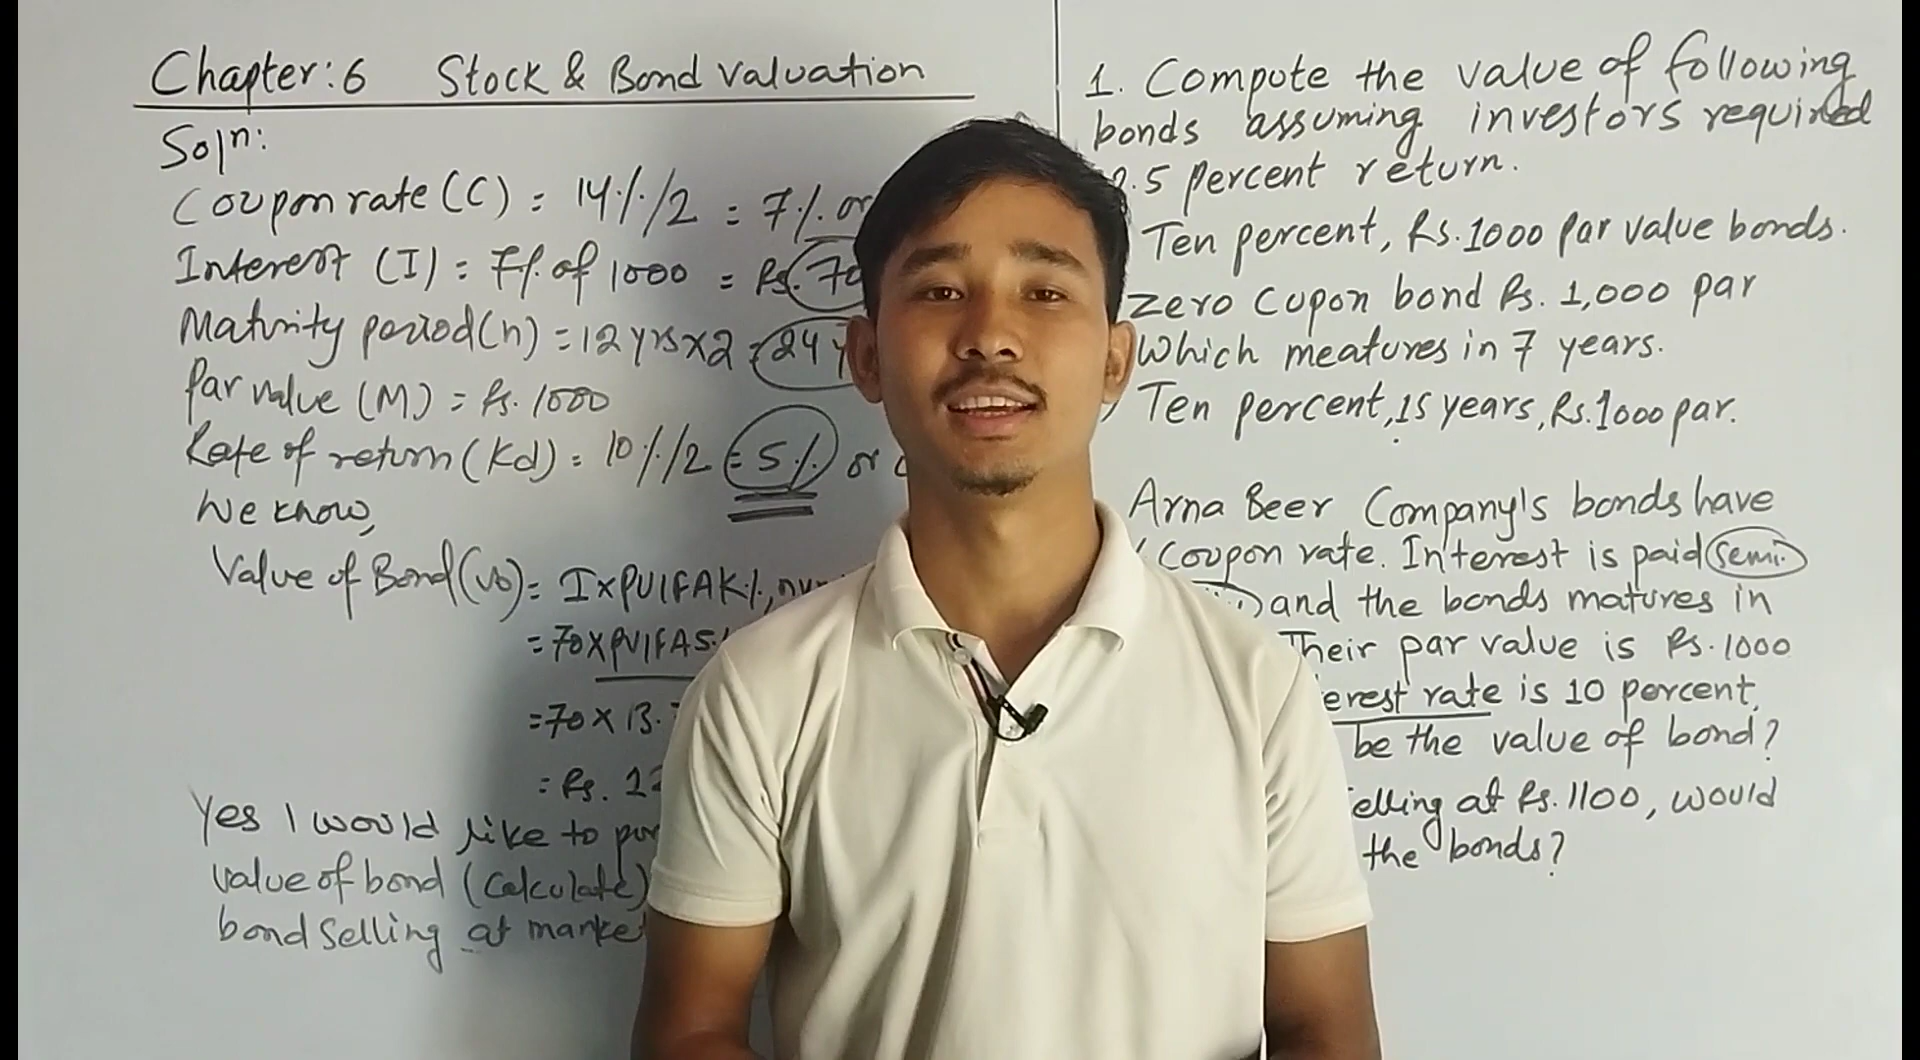 Chapter:6 Stock & Bond Valuation
Solⁿ:
Coupon rate (C) = 14%/2 = 7% or
Interest (I) = 7% of 1000 = Rs. 70
Maturity period(n) = 12 yrs x 2 = 24 y
Par value (M) = Rs. 1000
Rate of return (Kd) = 10%/2 = 5% or
We know,
Value of Bond(Vo) = I x PVIFAK%,
= 70 x PVIFA5%
= 70 x 13.
= Rs. 12
Yes I would like to
value of bond (Calculate)
bond Selling at
1. Compute the value of following
bonds assuming investors required
.5 percent return.
Ten percent, Rs. 1000 par value bonds.
Zero Cupon bond Rs. 1,000 par
Which meatures in 7 years.
Ten percent, 15 years, Rs. 1000 par.
Arna Beer Company's bonds have
Coupon rate. Interest is paid semi-
and the bonds matures in
Their par value is Rs. 1000
erest rate is 10 percent,
be the value of bond?
elling at Rs. 1100, would
the bonds?